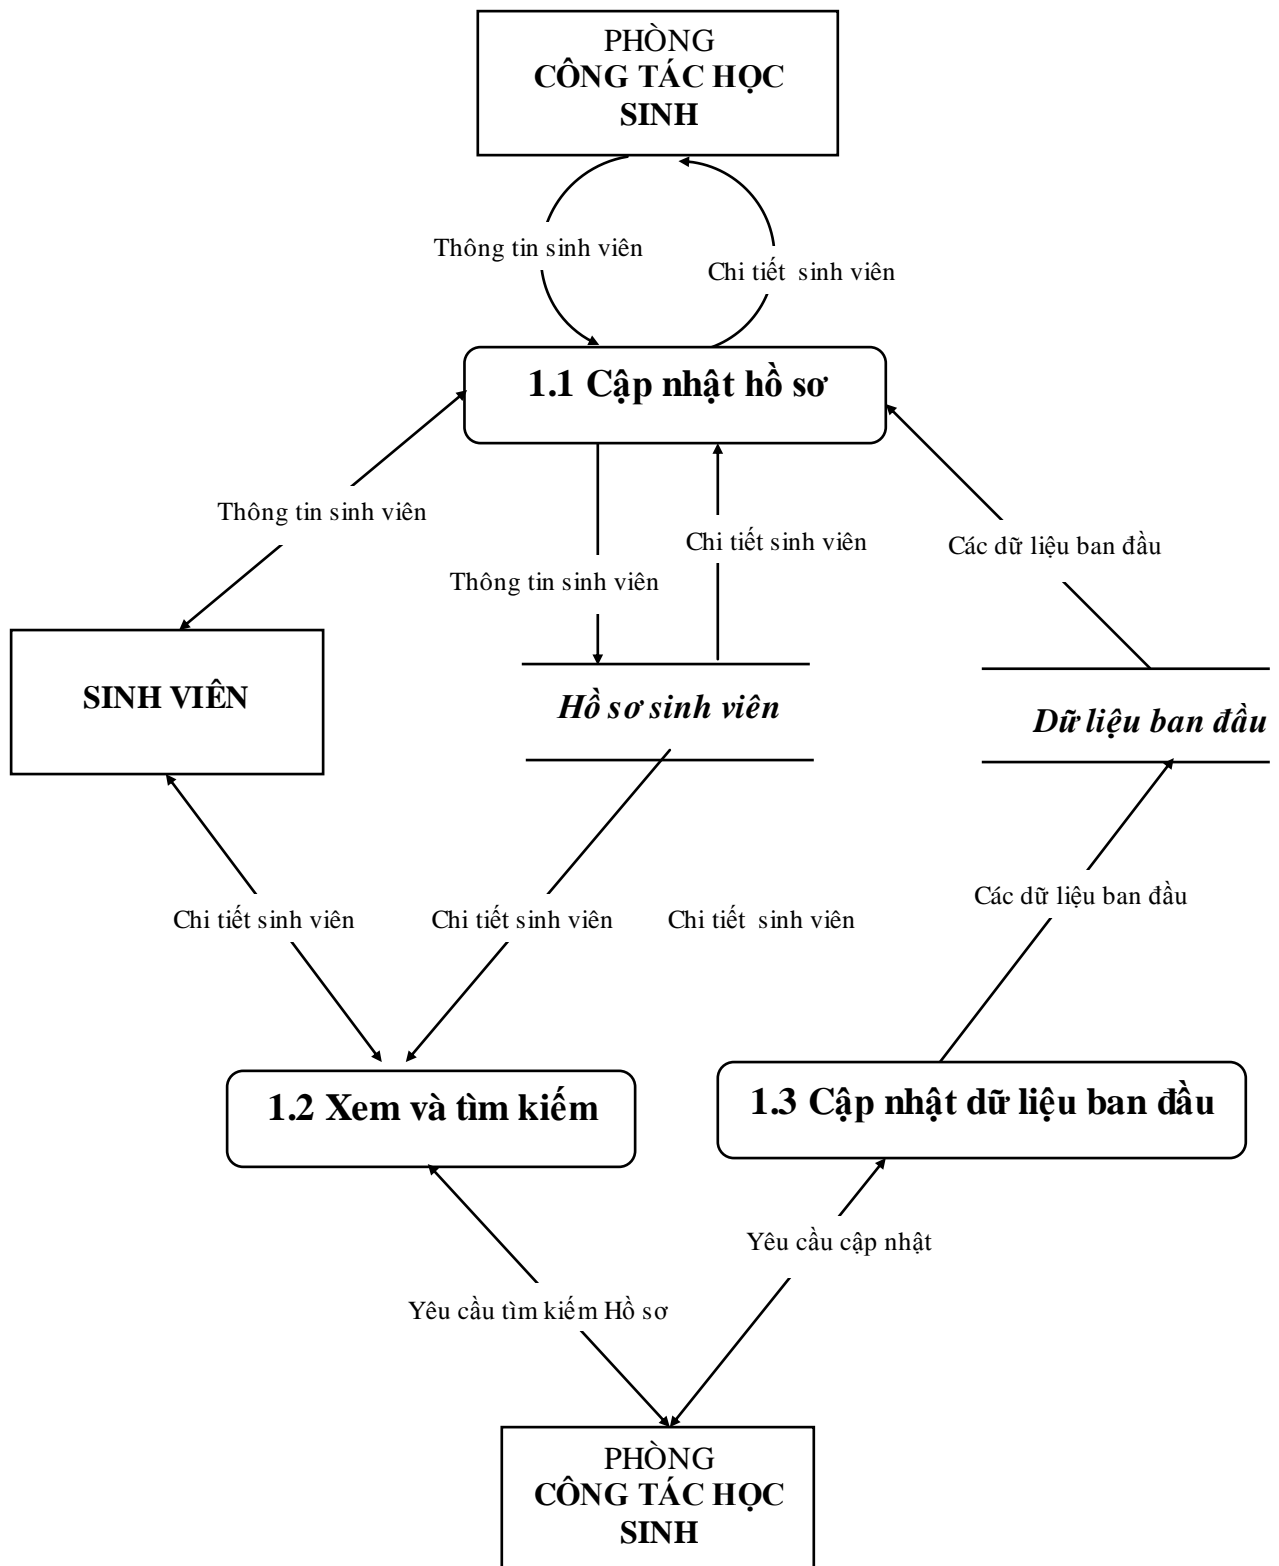 PHÒNG
CÔNG TÁC HỌC
SINH
Thông tin sinh viên
Chi tiết sinh viên
1.1 Cập nhật hồ sơ
Thông tin sinh viên
Chi tiết sinh viên
Các dữ liệu ban đầu
Thông tin sinh viên
SINH VIÊN
Hồ sơ sinh viên
Dữ liệu ban đầu
Các dữ liệu ban đầu
Chi tiết sinh viên
Chi tiết sinh viên
Chi tiết sinh viên
1.2 Xem và tìm kiếm
1.3 Cập nhật dữ liệu ban đầu
Yêu cầu cập nhật
Yêu cầu tìm kiếm Hồ sơ
PHÒNG
CÔNG TÁC HỌC
SINH